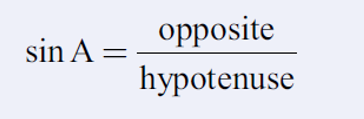 sin A = opposite
hypotenuse